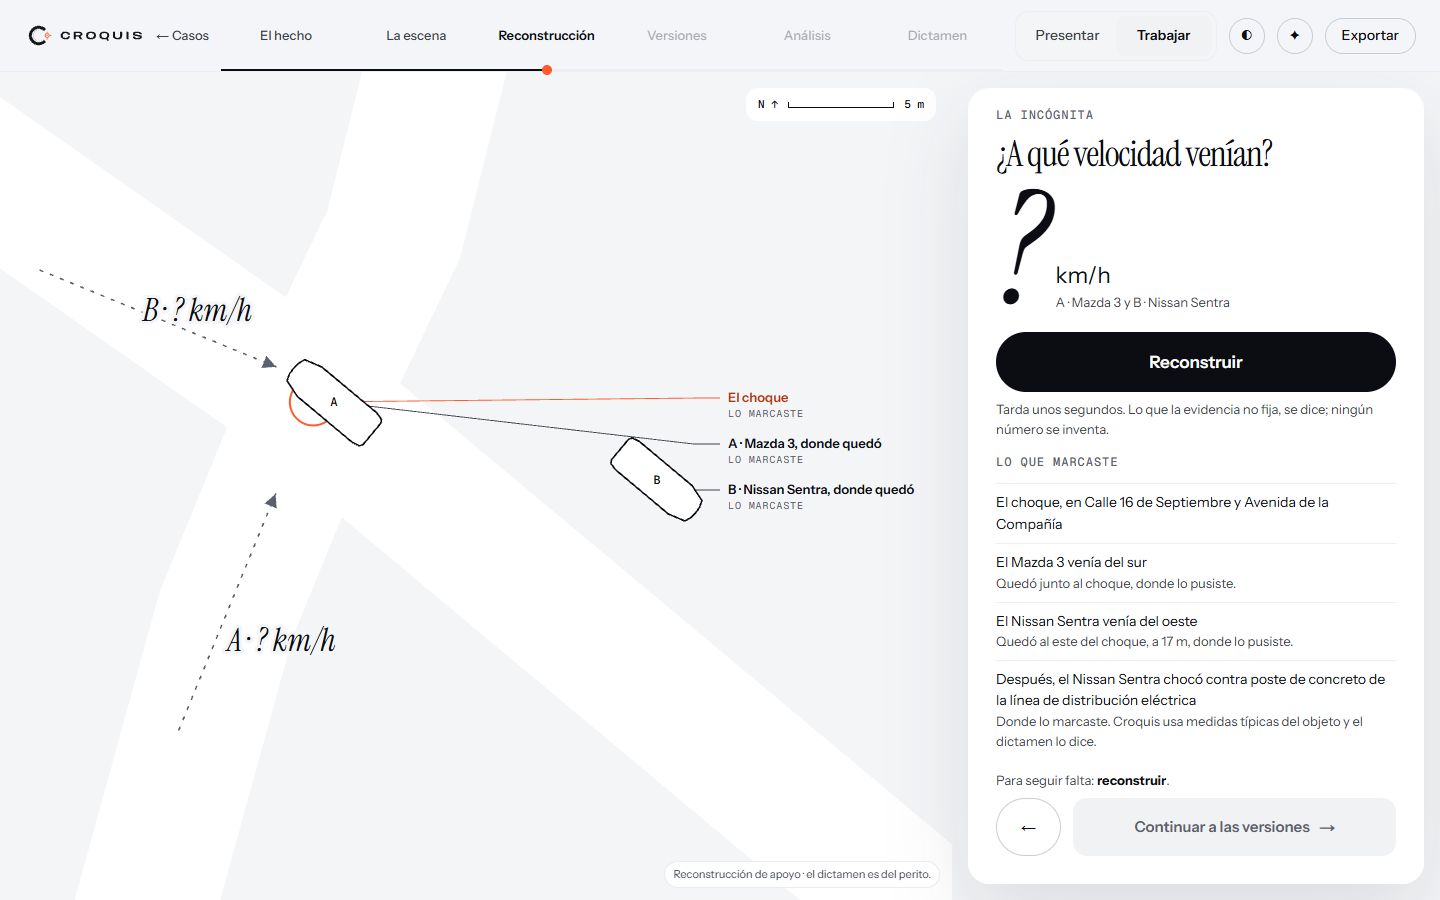 CROQUIS
← Casos
El hecho
La escena
Reconstrucción
Versiones
Análisis
Dictamen
Presentar
Trabajar
Exportar
N ↑ 5 m
B · ? km/h
A
El choque
LO MARCASTE
A · Mazda 3, donde quedó
LO MARCASTE
B
B · Nissan Sentra, donde quedó
LO MARCASTE
A · ? km/h
Reconstrucción de apoyo · el dictamen es del perito.
LA INCÓGNITA
¿A qué velocidad venían?
? km/h
A · Mazda 3 y B · Nissan Sentra
Reconstruir
Tarda unos segundos. Lo que la evidencia no fija, se dice; ningún
número se inventa.
LO QUE MARCASTE
El choque, en Calle 16 de Septiembre y Avenida de la
Compañía
El Mazda 3 venía del sur
Quedó junto al choque, donde lo pusiste.
El Nissan Sentra venía del oeste
Quedó al este del choque, a 17 m, donde lo pusiste.
Después, el Nissan Sentra chocó contra poste de concreto de
la línea de distribución eléctrica
Donde lo marcaste. Croquis usa medidas típicas del objeto y el
dictamen lo dice.
Para seguir falta: reconstruir.
←
Continuar a las versiones →